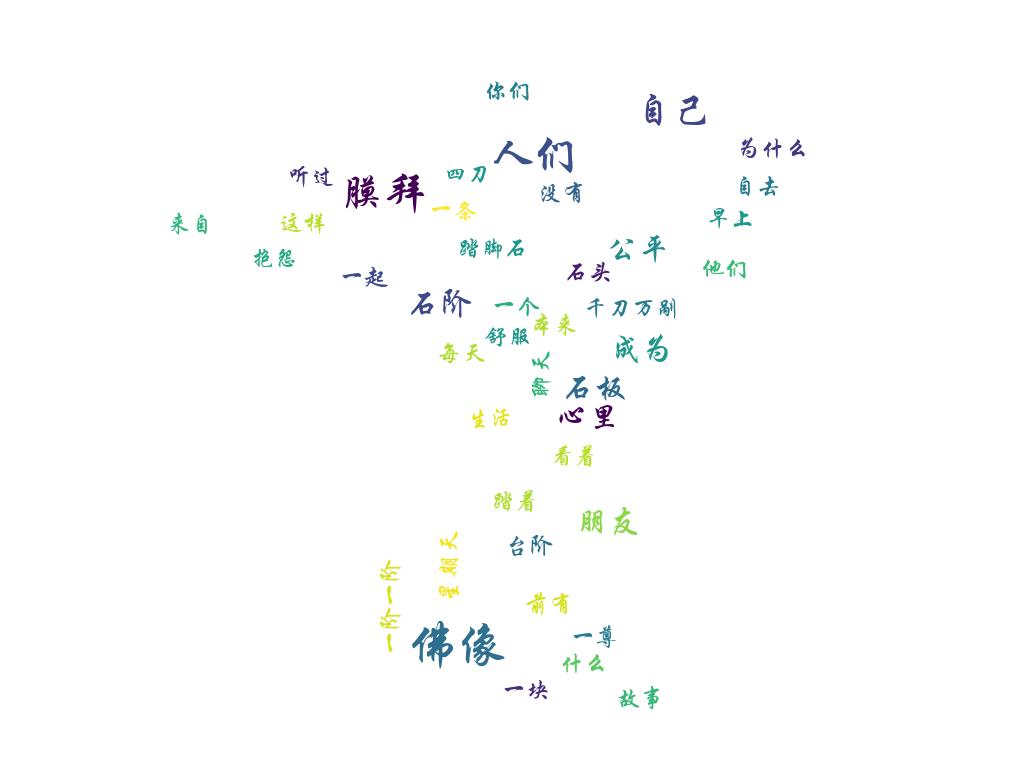 你们
自己
人们
为什么
听过
四刀
膜拜
没有
自去
一条
来自
这样
早上
踏脚石
公平
抱怨
石头
他们
一起
石阶
一个
千刀万剐
本来
舒服
每天
成为
聊天
石板
生活
心里
看着
踏着
朋友
台阶
星期天
一阶一阶
前有
佛像
一尊
什么
一块
故事